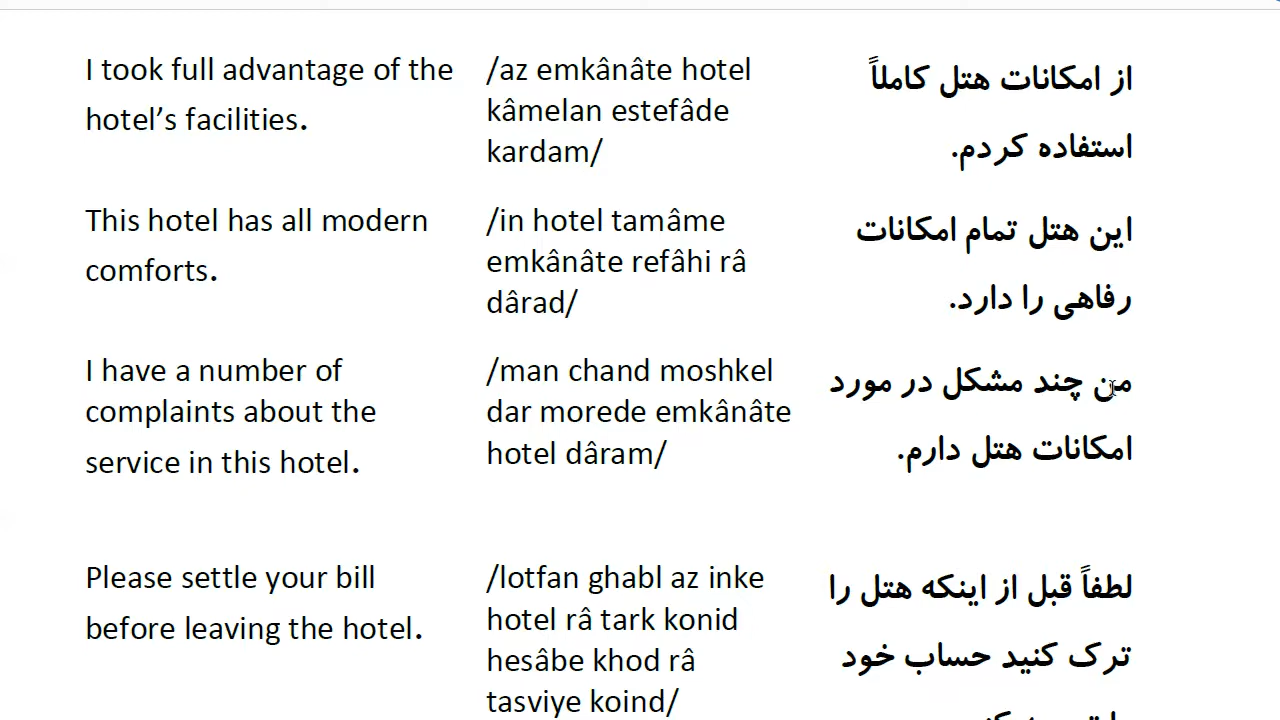 I took full advantage of the
hotel’s facilities.
/az emkânâte hotel
kâmelan estefâde
kardam/
از امکانات هتل کاملاً
استفاده کردم.
This hotel has all modern
comforts.
/in hotel tamâme
emkânâte refâhi râ
dârad/
این هتل تمام امکانات
رفاهی را دارد.
I have a number of
complaints about the
service in this hotel.
/man chand moshkel
dar morede emkânâte
hotel dâram/
من چند مشکل در مورد
امکانات هتل دارم.
Please settle your bill
before leaving the hotel.
/lotfan ghabl az inke
hotel râ tark konid
hesâbe khod râ
tasviye koind/
لطفاً قبل از اینکه هتل را
ترک کنید حساب خود